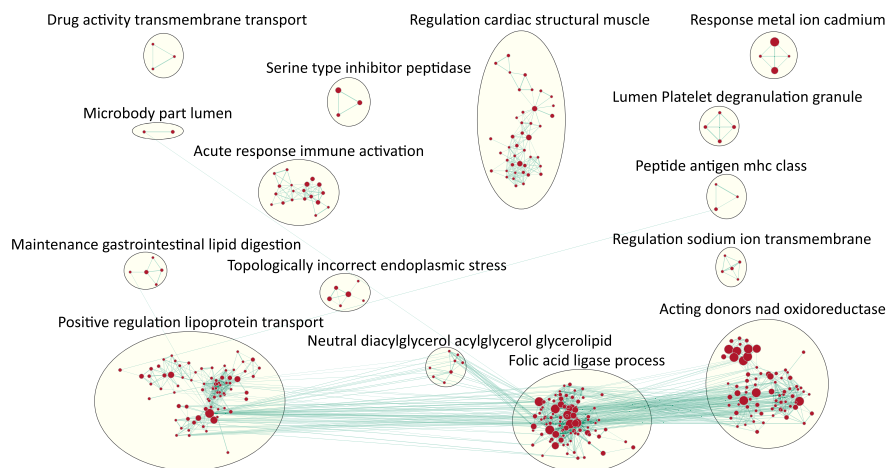 Drug activity transmembrane transport
Regulation cardiac structural muscle
Response metal ion cadmium
Serine type inhibitor peptidase
Lumen Platelet degranulation granule
Microbody part lumen
Acute response immune activation
Peptide antigen mhc class
Maintenance gastrointestinal lipid digestion
Regulation sodium ion transmembrane
Topologically incorrect endoplasmic stress
Acting donors nad oxidoreductase
Positive regulation lipoprotein transport
Neutral diacylglycerol acylglycerol glycerolipid
Folic acid ligase process